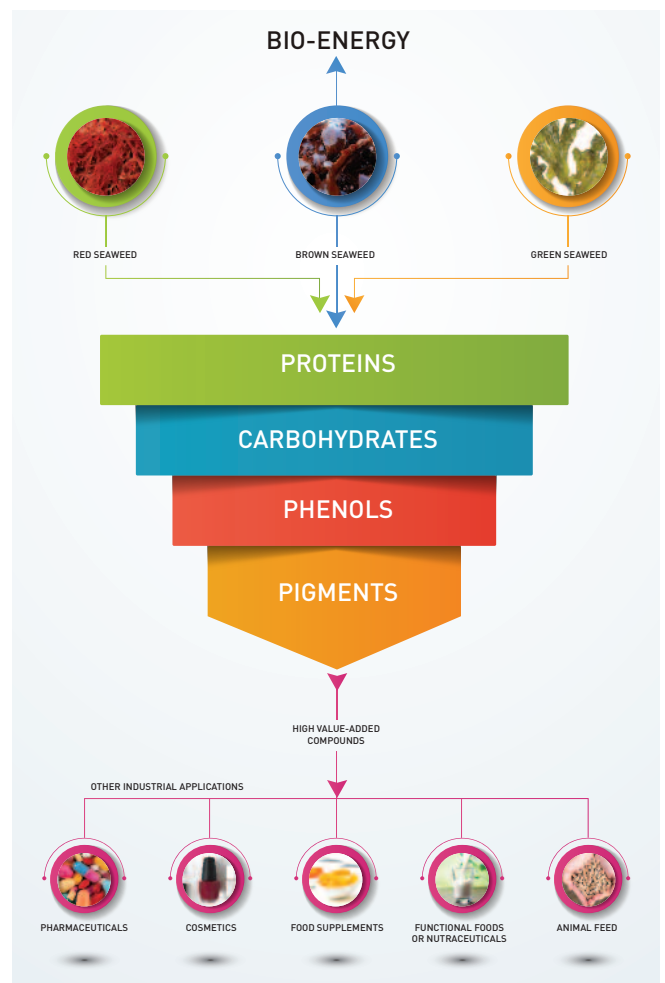 BIO-ENERGY
RED SEAWEED
BROWN SEAWEED
GREEN SEAWEED
PROTEINS
CARBOHYDRATES
PHENOLS
PIGMENTS
HIGH VALUE-ADDED
COMPOUNDS
OTHER INDUSTRIAL APPLICATIONS
PHARMACEUTICALS
COSMETICS
FOOD SUPPLEMENTS
FUNCTIONAL FOODS
OR NUTRACEUTICALS
ANIMAL FEED